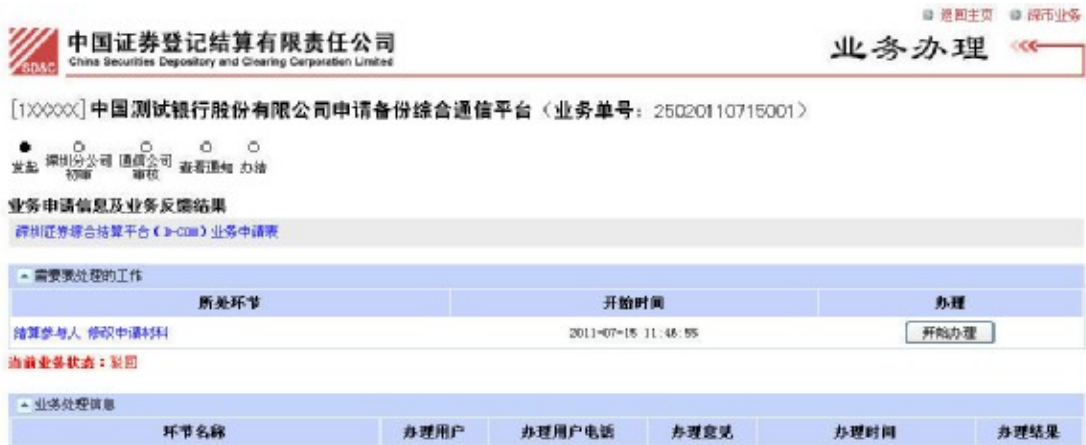 返回主页 深市业务
中国证券登记结算有限责任公司
China Securities Depository and Clearing Corporation Limited
SD&C
业务办理
[1XXXXX]中国测试银行股份有限公司申请备份综合通信平台（业务单号：25020110715001）
发起 深圳分公司初审 通信公司审核 查看通知 办结
业务申请信息及业务反馈结果
深圳证券综合结算平台（D-COM）业务申请表
需要我处理的工作
所处环节 开始时间 办理
结算参与人 修改申请材料 2011-07-15 11:46:55 开始办理
当前业务状态：驳回
业务处理信息
环节名称 办理用户 办理用户电话 办理意见 办理时间 办理结果